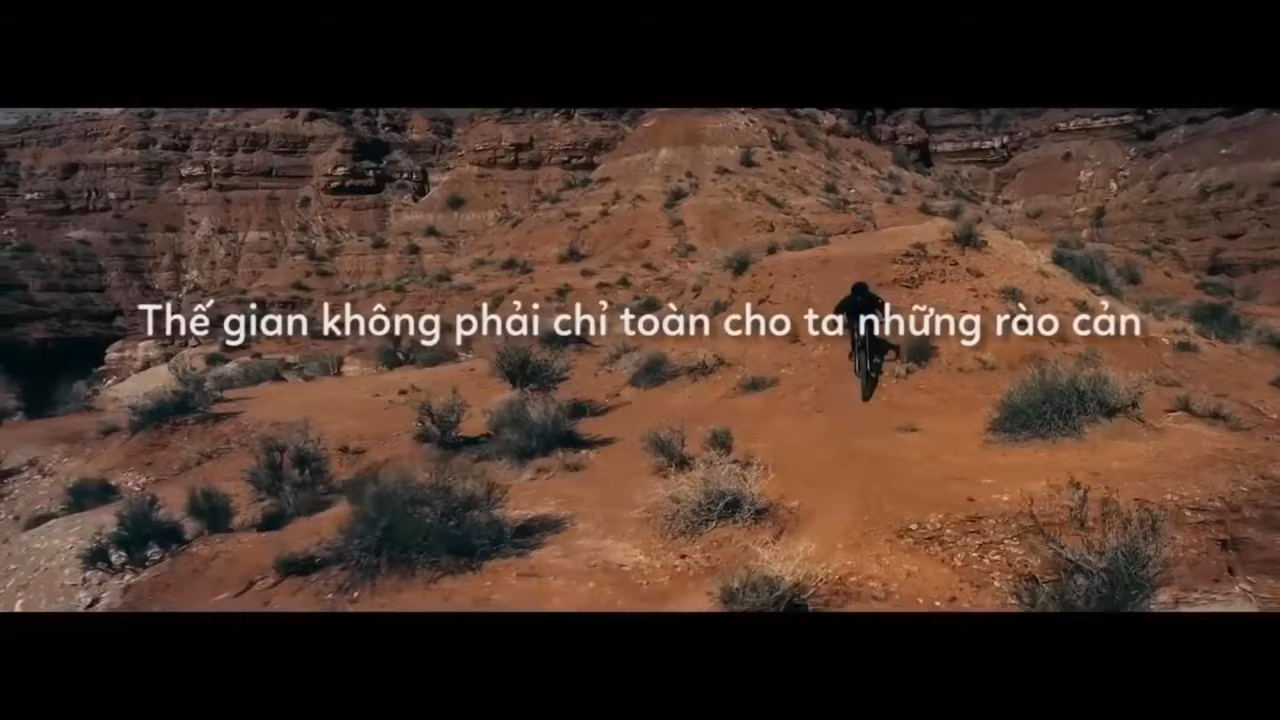 Thế gian không phải chỉ toàn cho ta những rào cản